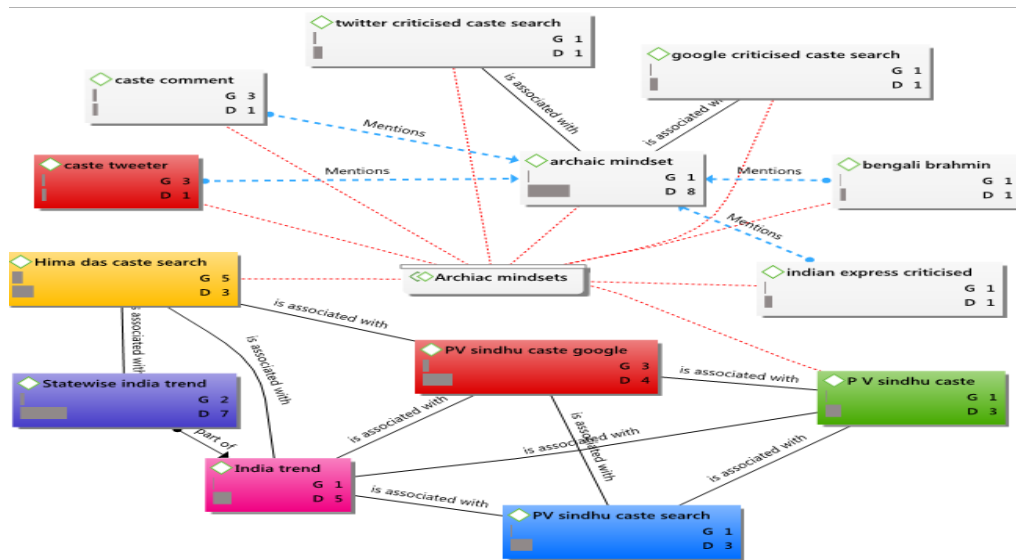 twitter criticised caste search
G 1
D 1
is associated with
google criticised caste search
G 1
D 1
is associated with
caste comment
G 3
D 1
Mentions
caste tweeter
G 3
D 1
Mentions
archaic mindset
G 1
D 8
Mentions
bengali brahmin
G 1
D 1
Mentions
Hima das caste search
G 5
D 3
Archiac mindsets
indian express criticised
G 1
D 1
is associated with
is associated with
is associated with
PV sindhu caste google
G 3
D 4
is associated with
P V sindhu caste
G 1
D 3
Statewise india trend
G 2
D 7
part of
is associated with
is associated with
is associated with
India trend
G 1
D 5
is associated with
is associated with
PV sindhu caste search
G 1
D 3